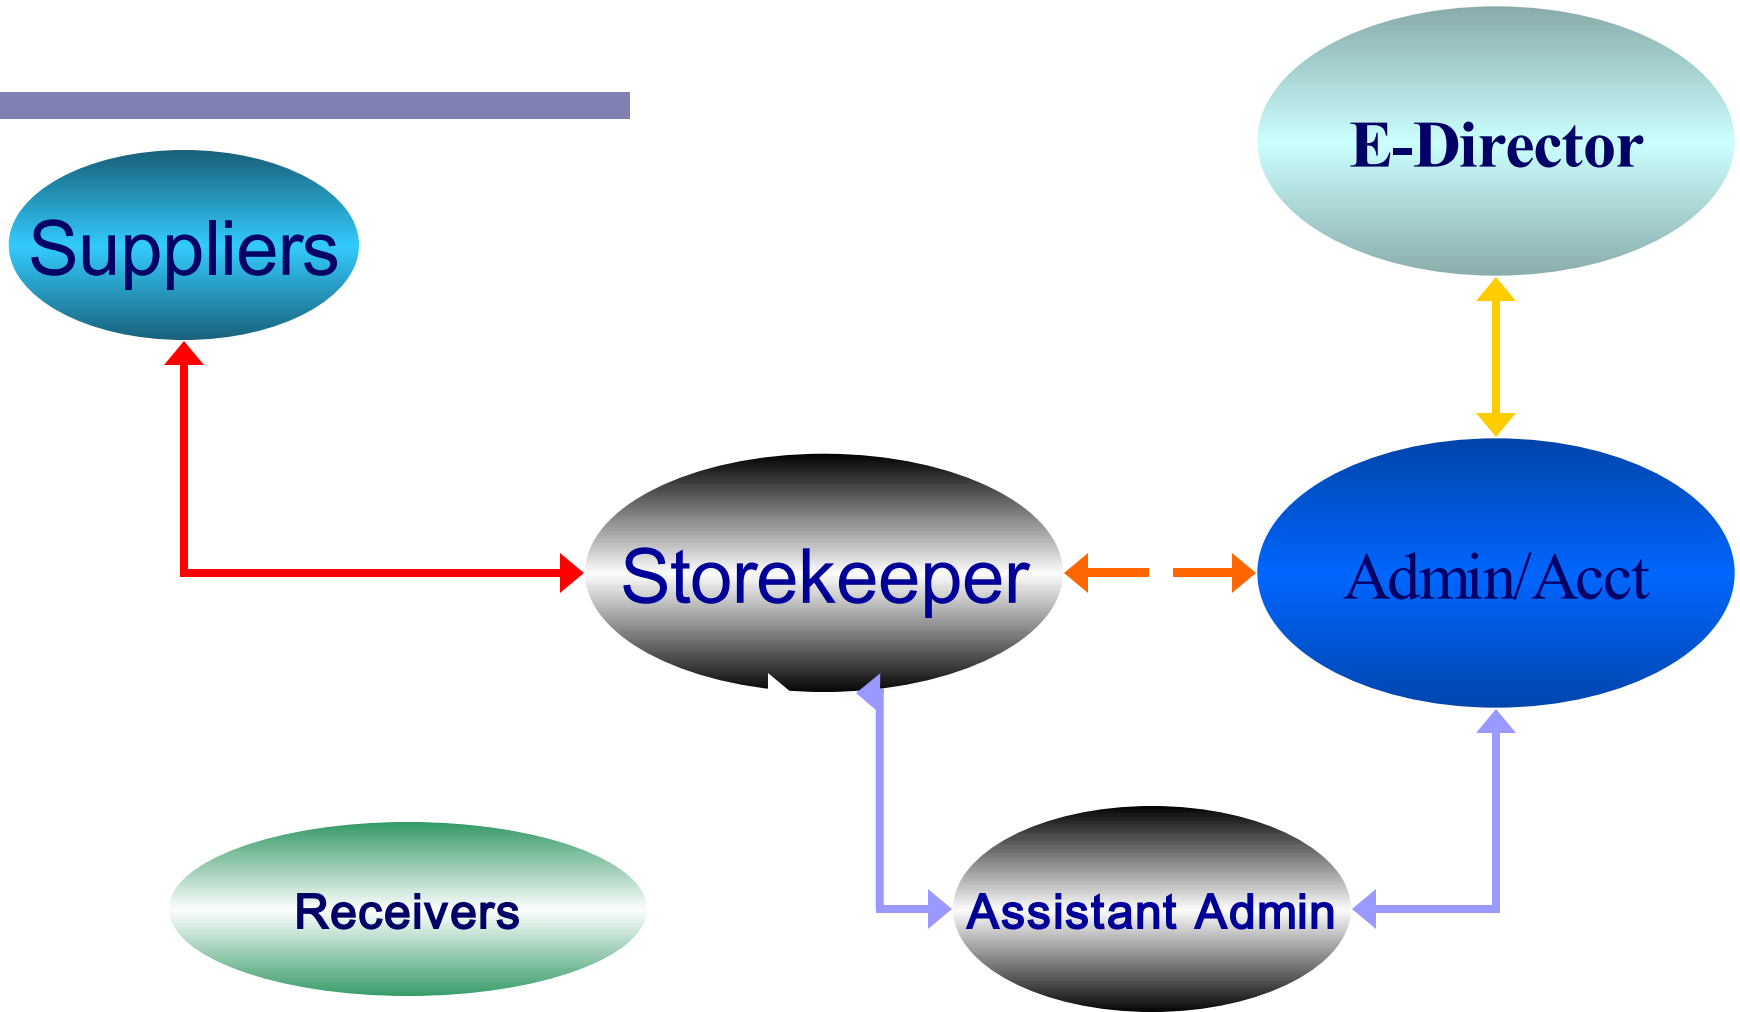 E-Director
Suppliers
Storekeeper
Admin/Acct
Receivers
Assistant Admin